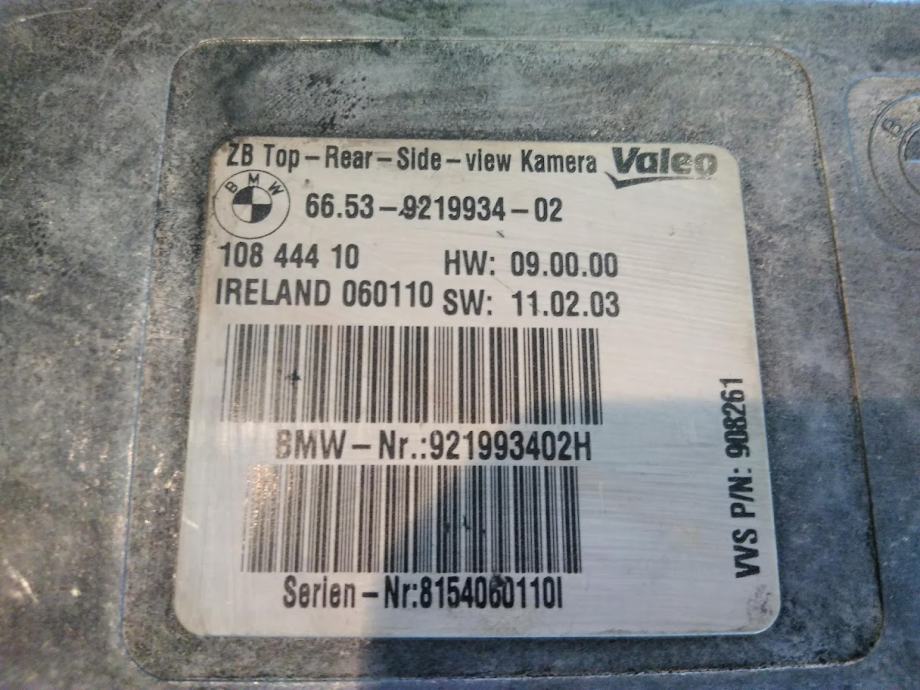 ZB Top-Rear-Side-view Kamera Valeo
BMW 66.53-9219934-02
108 444 10 HW: 09.00.00
IRELAND 060110 SW: 11.02.03
BMW-Nr.:921993402H
Serien-Nr:8154060110I
VVS P/N: 908261